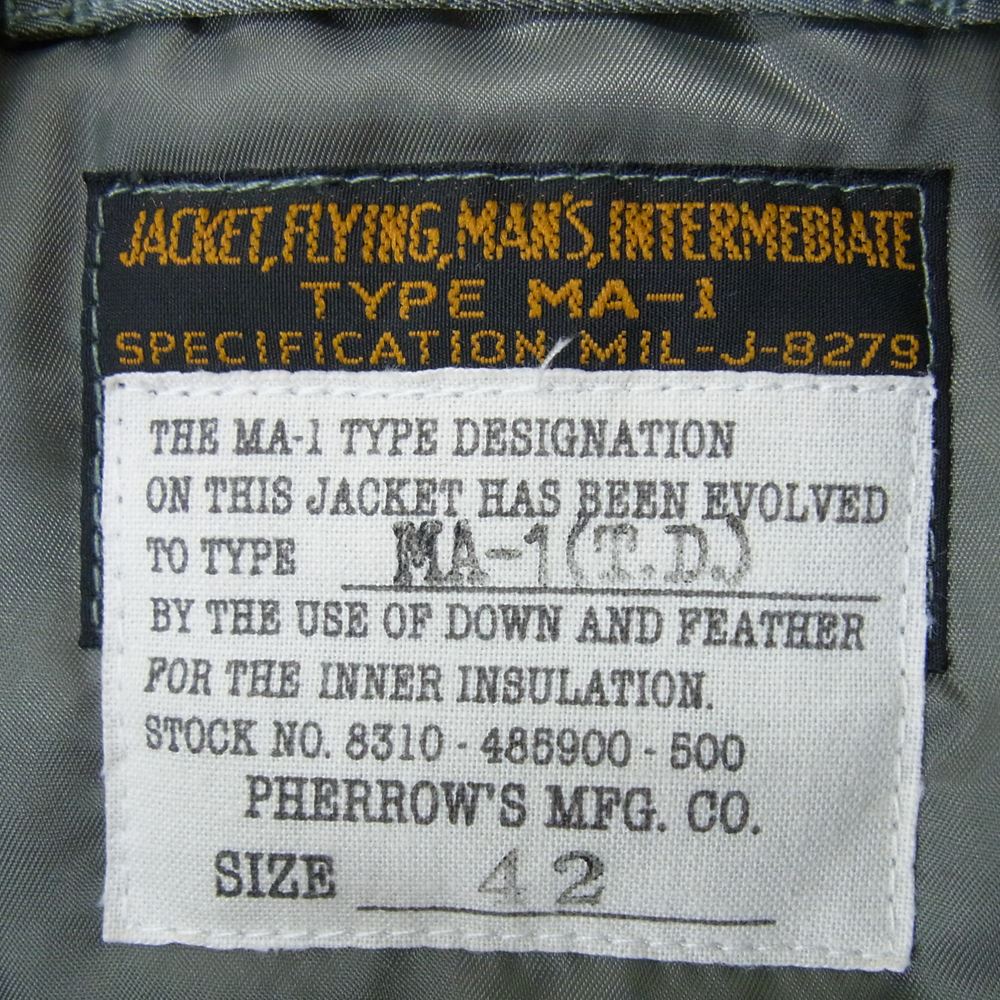 JACKET, FLYING, MAN'S, INTERMEDIATE
TYPE MA-1
SPECIFICATION MIL-J-8279
THE MA-1 TYPE DESIGNATION
ON THIS JACKET HAS BEEN EVOLVED
TO TYPE MA-1(T.D.)
BY THE USE OF DOWN AND FEATHER
FOR THE INNER INSULATION.
STOCK NO. 8310 - 485900 - 500
PHERROW'S MFG. CO.
SIZE 42